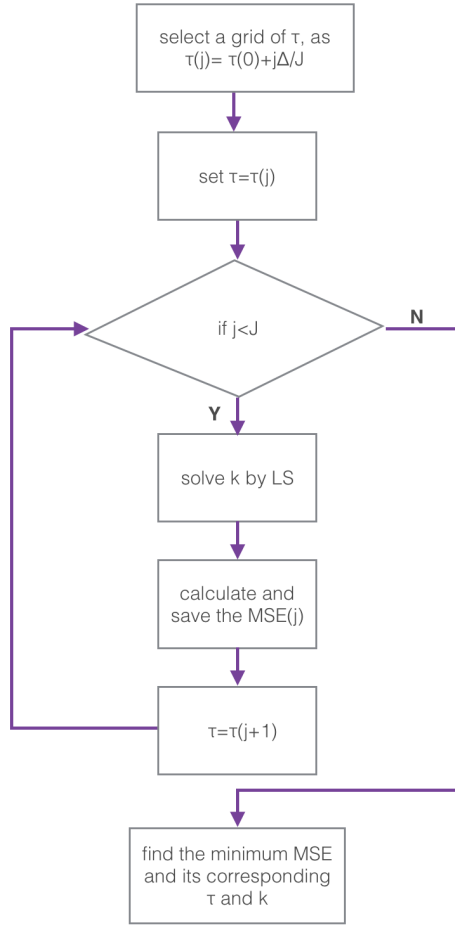 select a grid of τ, as
τ(j)= τ(0)+jΔ/J
set τ=τ(j)
if j<J
N
Y
solve k by LS
calculate and
save the MSE(j)
τ=τ(j+1)
find the minimum MSE
and its corresponding
τ and k